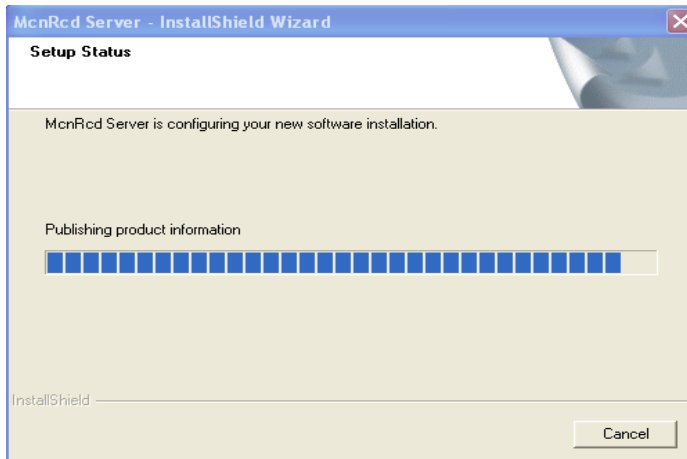 McnRcd Server - InstallShield Wizard
Setup Status
McnRcd Server is configuring your new software installation.
Publishing product information
InstallShield
Cancel